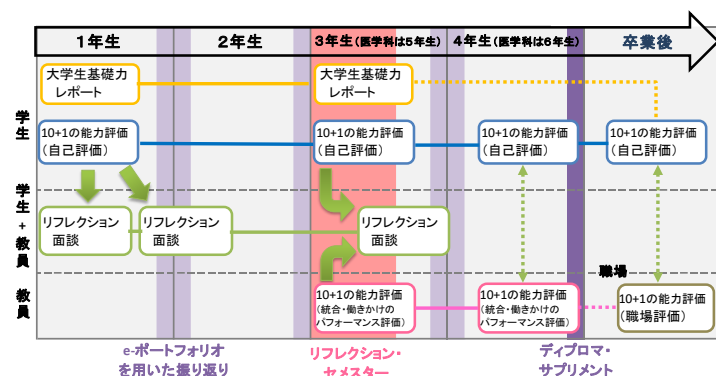 1年生
2年生
3年生(医学科は5年生)
4年生(医学科は6年生)
卒業後
学生
大学生基礎力
レポート
大学生基礎力
レポート
10+1の能力評価
(自己評価)
10+1の能力評価
(自己評価)
10+1の能力評価
(自己評価)
10+1の能力評価
(自己評価)
学生+教員
リフレクション
面談
リフレクション
面談
リフレクション
面談
教員
職場
10+1の能力評価
(統合・働きかけの
パフォーマンス評価)
10+1の能力評価
(統合・働きかけの
パフォーマンス評価)
10+1の能力評価
(職場評価)
e-ポートフォリオ
を用いた振り返り
リフレクション・
セメスター
ディプロマ・
サプリメント